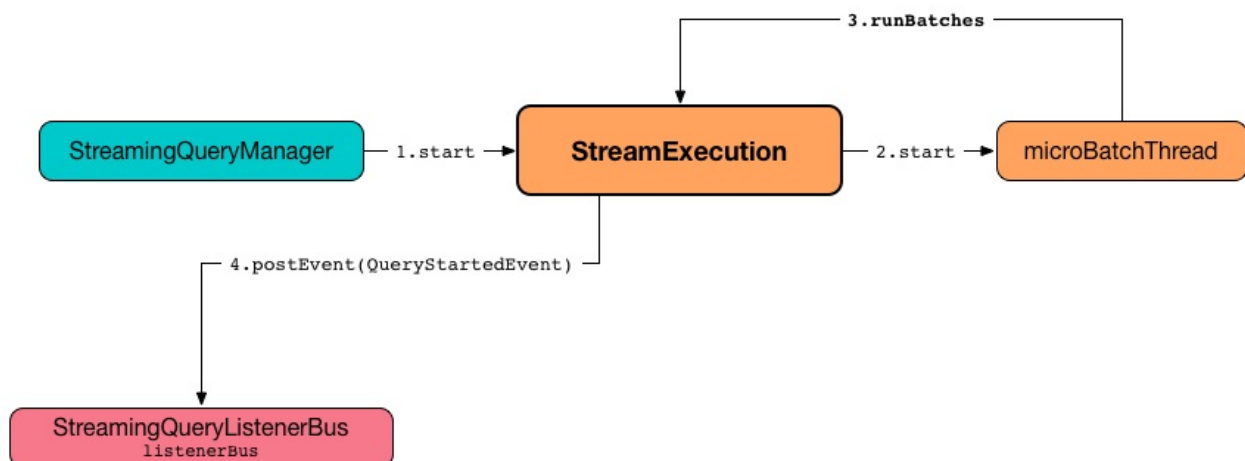 3.runBatches
StreamingQueryManager
1.start
StreamExecution
2.start
microBatchThread
4.postEvent(QueryStartedEvent)
StreamingQueryListenerBus
listenerBus